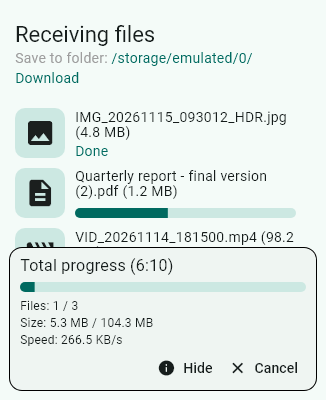 Receiving files
Save to folder: /storage/emulated/0/
Download
IMG_20261115_093012_HDR.jpg
(4.8 MB)
Done
Quarterly report - final version
(2).pdf (1.2 MB)
VID_20261114_181500.mp4 (98.2
Total progress (6:10)
Files: 1 / 3
Size: 5.3 MB / 104.3 MB
Speed: 266.5 KB/s
Hide Cancel